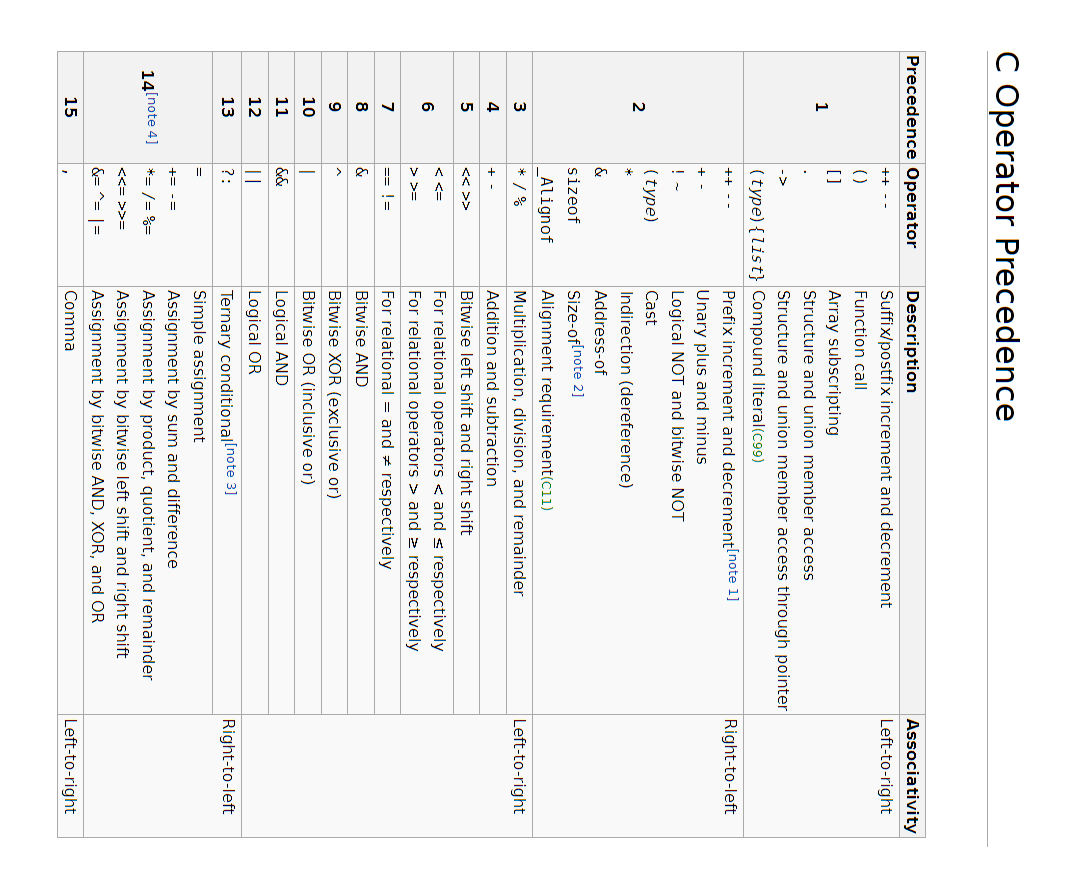 C Operator Precedence
Precedence Operator Description Associativity
1 ++ -- Suffix/postfix increment and decrement Left-to-right
() Function call
[] Array subscripting
. Structure and union member access
-> Structure and union member access through pointer
(type){list} Compound literal(C99)
2 ++ -- Prefix increment and decrement[note 1] Right-to-left
+ - Unary plus and minus
! ~ Logical NOT and bitwise NOT
(type) Cast
* Indirection (dereference)
& Address-of
sizeof Size-of[note 2]
_Alignof Alignment requirement(C11)
3 * / % Multiplication, division, and remainder Left-to-right
4 + - Addition and subtraction
5 << >> Bitwise left shift and right shift
6 < <= For relational operators < and ≤ respectively
> >= For relational operators > and ≥ respectively
7 == != For relational = and ≠ respectively
8 & Bitwise AND
9 ^ Bitwise XOR (exclusive or)
10 | Bitwise OR (inclusive or)
11 && Logical AND
12 || Logical OR
13 ?: Ternary conditional[note 3] Right-to-left
14[note 4] = Simple assignment
+= -= Assignment by sum and difference
*= /= %= Assignment by product, quotient, and remainder
<<= >>= Assignment by bitwise left shift and right shift
&= ^= |= Assignment by bitwise AND, XOR, and OR
15 , Comma Left-to-right